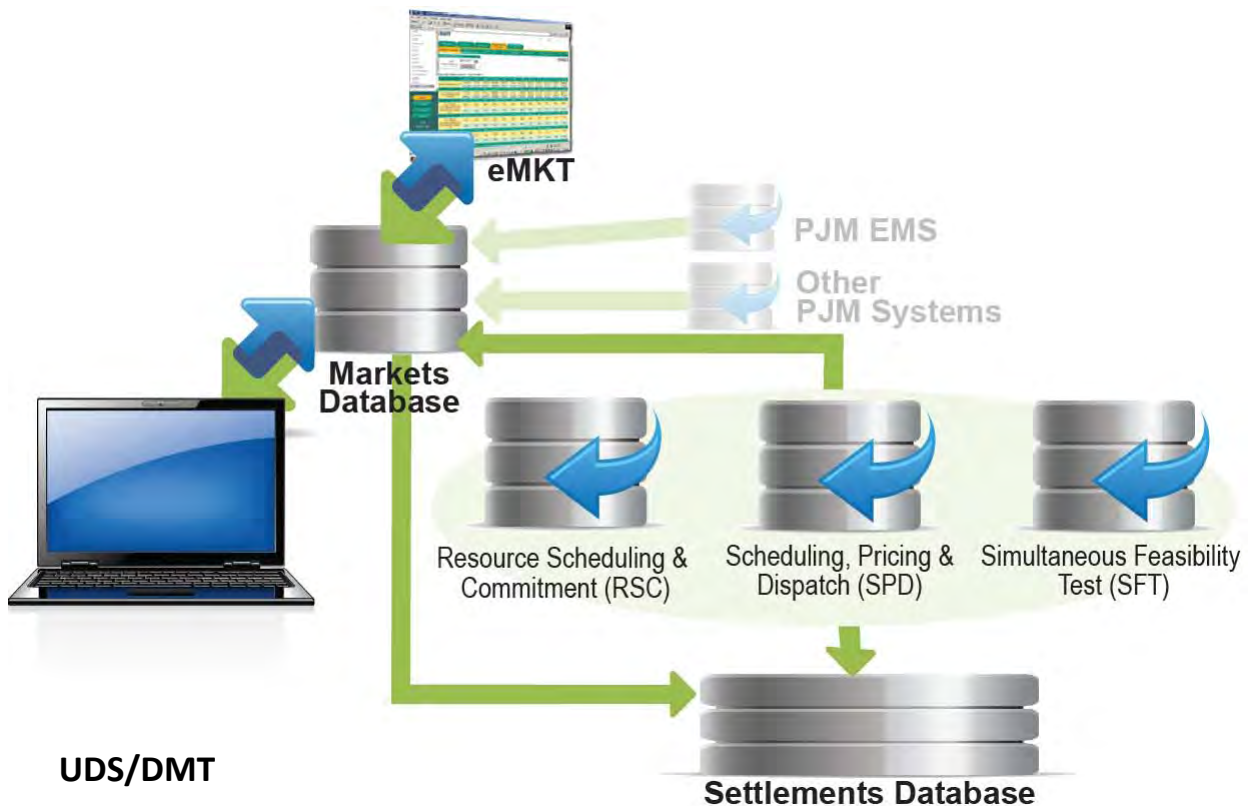 eMKT
PJM EMS
Other
PJM Systems
Markets
Database
Resource Scheduling &
Commitment (RSC)
Scheduling, Pricing &
Dispatch (SPD)
Simultaneous Feasibility
Test (SFT)
UDS/DMT
Settlements Database